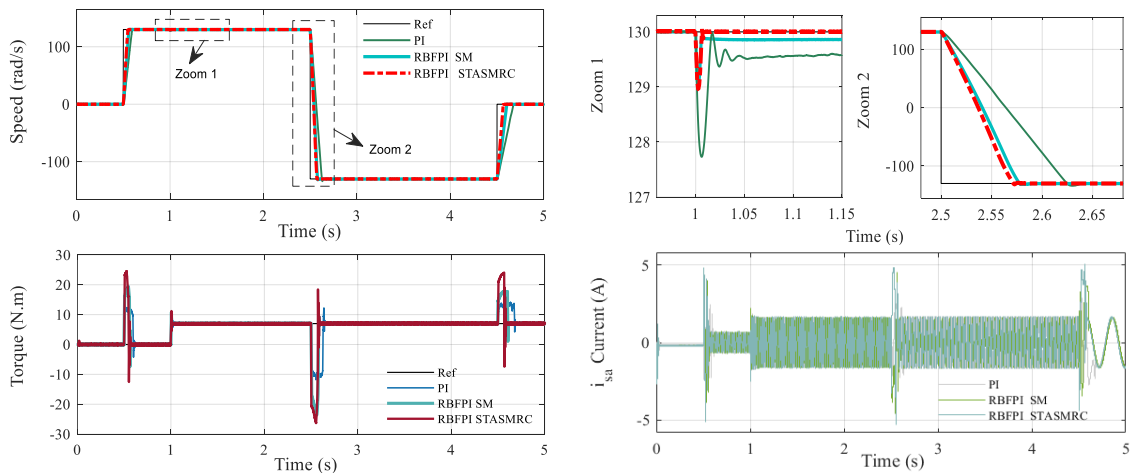 Speed (rad/s)
100
0
-100
Zoom 1
Zoom 2
Ref
PI
RBFPI SM
RBFPI STASMRC
0 1 2 3 4 5
Time (s)
Zoom 1
130
129
128
127
1 1.05 1.1 1.15
Zoom 2
100
0
-100
2.5 2.55 2.6 2.65
Time (s)
Torque (N.m)
30
20
10
0
-10
-20
-30
Ref
PI
RBFPI SM
RBFPI STASMRC
0 1 2 3 4 5
Time (s)
isa Current (A)
5
0
-5
PI
RBFPI SM
RBFPI STASMRC
0 1 2 3 4 5
Time (s)